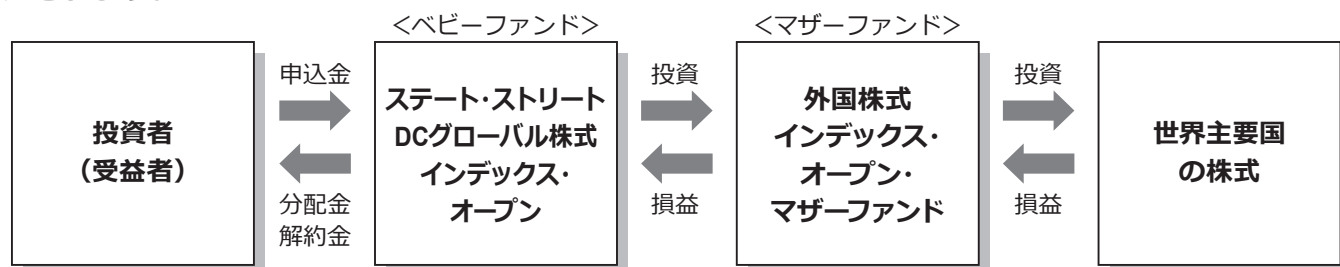 <ベビーファンド>
<マザーファンド>
投資者
(受益者)
申込金
分配金
解約金
ステート・ストリート
DCグローバル株式
インデックス・
オープン
投資
損益
外国株式
インデックス・
オープン・
マザーファンド
投資
損益
世界主要国
の株式